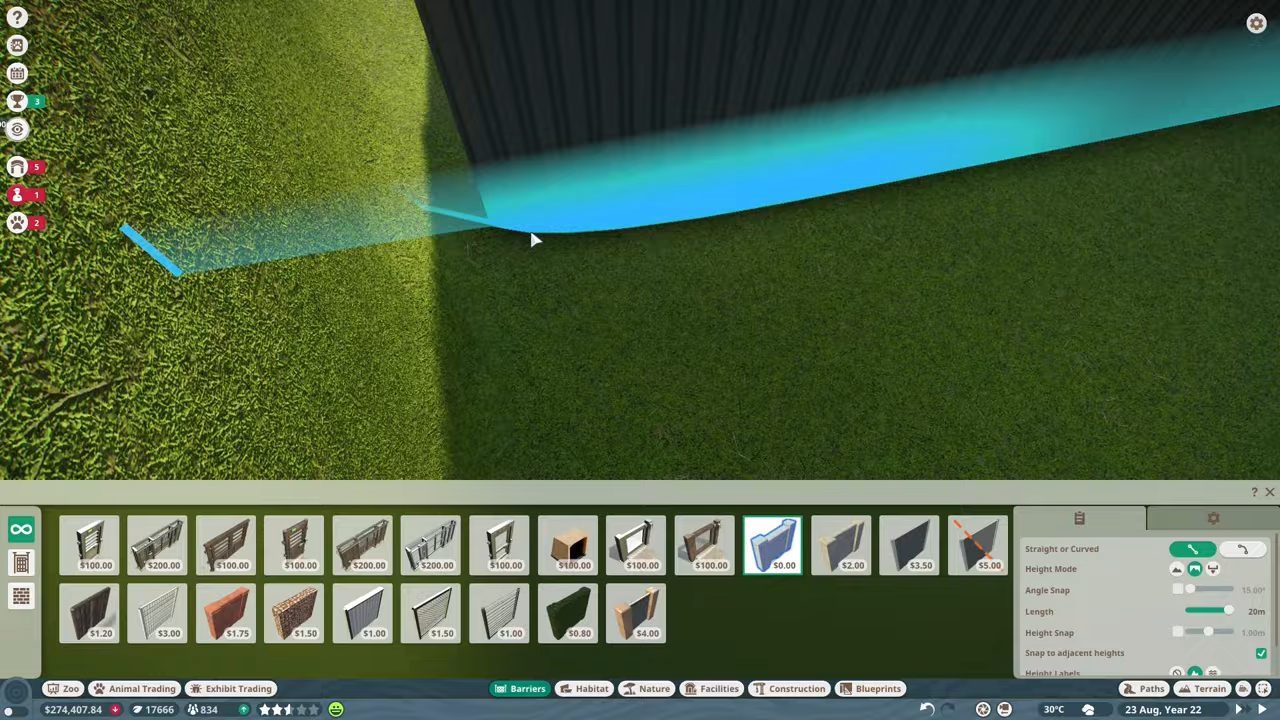 ?
3
5
1
2
? ×
$100.00 $200.00 $100.00 $100.00 $200.00 $200.00 $100.00 $100.00 $100.00 $100.00 $0.00 $2.00 $3.50 $5.00
$1.20 $3.00 $1.75 $1.50 $1.00 $1.50 $1.00 $0.80 $4.00
Straight or Curved
Height Mode
Angle Snap 15.00°
Length 20m
Height Snap 1.00m
Snap to adjacent heights
Height Labels
Zoo Animal Trading Exhibit Trading Barriers Habitat Nature Facilities Construction Blueprints Paths Terrain
$274,407.84 17666 834 30°C 23 Aug, Year 22